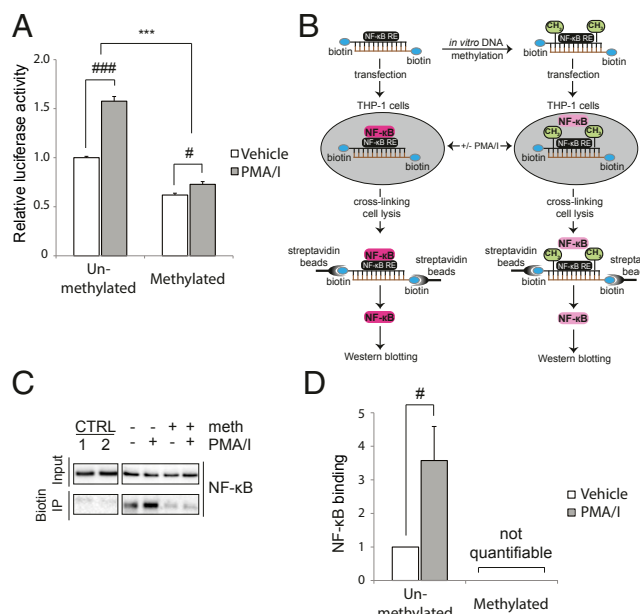 A
Relative luciferase activity
2.0
1.5
1.0
0.5
0
***
###
#
Vehicle
PMA/I
Un-
methylated
Methylated
B
NF-κB RE
biotin
biotin
in vitro DNA
methylation
CH3
CH3
NF-κB RE
biotin
biotin
transfection
transfection
THP-1 cells
THP-1 cells
NF-κB
NF-κB RE
biotin
biotin
+/- PMA/I
NF-κB
CH3
CH3
NF-κB RE
biotin
biotin
cross-linking
cell lysis
cross-linking
cell lysis
streptavidin
beads
NF-κB
NF-κB RE
streptavidin
beads
biotin
biotin
streptavidin
beads
NF-κB
CH3
CH3
NF-κB RE
streptavidin
beads
biotin
biotin
NF-κB
NF-κB
Western blotting
Western blotting
C
CTRL - - + + meth
1 2 - + - + PMA/I
Input
Biotin
IP
NF-κB
D
NF-κB binding
5
4
3
2
1
0
#
Vehicle
PMA/I
not
quantifiable
Un-
methylated
Methylated